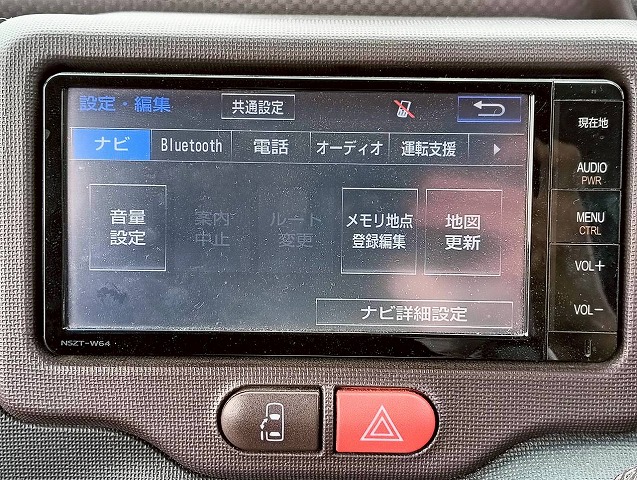 設定・編集
共通設定
ナビ
Bluetooth
電話
オーディオ
運転支援
音量
設定
案内
中止
ルート
変更
メモリ地点
登録編集
地図
更新
ナビ詳細設定
NSZT-W64
現在地
AUDIO
PWR
MENU
CTRL
VOL+
VOL-